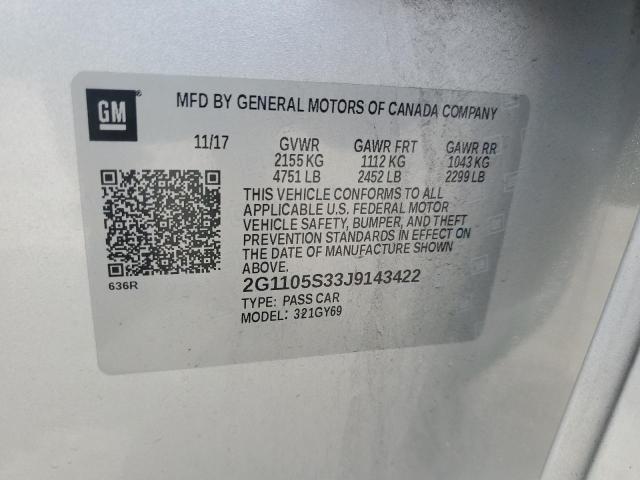 GM
MFD BY GENERAL MOTORS OF CANADA COMPANY
11/17 GVWR GAWR FRT GAWR RR
2155 KG 1112 KG 1043 KG
4751 LB 2452 LB 2299 LB
THIS VEHICLE CONFORMS TO ALL
APPLICABLE U.S. FEDERAL MOTOR
VEHICLE SAFETY, BUMPER, AND THEFT
PREVENTION STANDARDS IN EFFECT ON
THE DATE OF MANUFACTURE SHOWN
ABOVE.
636R
2G1105S33J9143422
TYPE: PASS CAR
MODEL: 321GY69